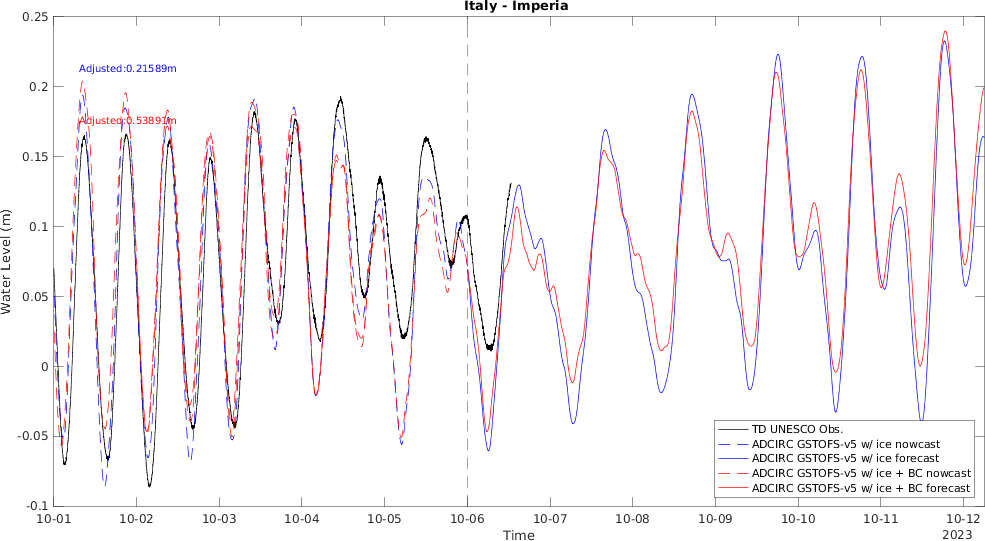 Italy - Imperia
0.25
0.2
0.15
0.1
0.05
0
-0.05
-0.1
Water Level (m)
Adjusted:0.21589m
Adjusted:0.53891m
TD UNESCO Obs.
ADCIRC GSTOFS-v5 w/ ice nowcast
ADCIRC GSTOFS-v5 w/ ice forecast
ADCIRC GSTOFS-v5 w/ ice + BC nowcast
ADCIRC GSTOFS-v5 w/ ice + BC forecast
10-01 10-02 10-03 10-04 10-05 10-06 10-07 10-08 10-09 10-10 10-11 10-12
Time
2023